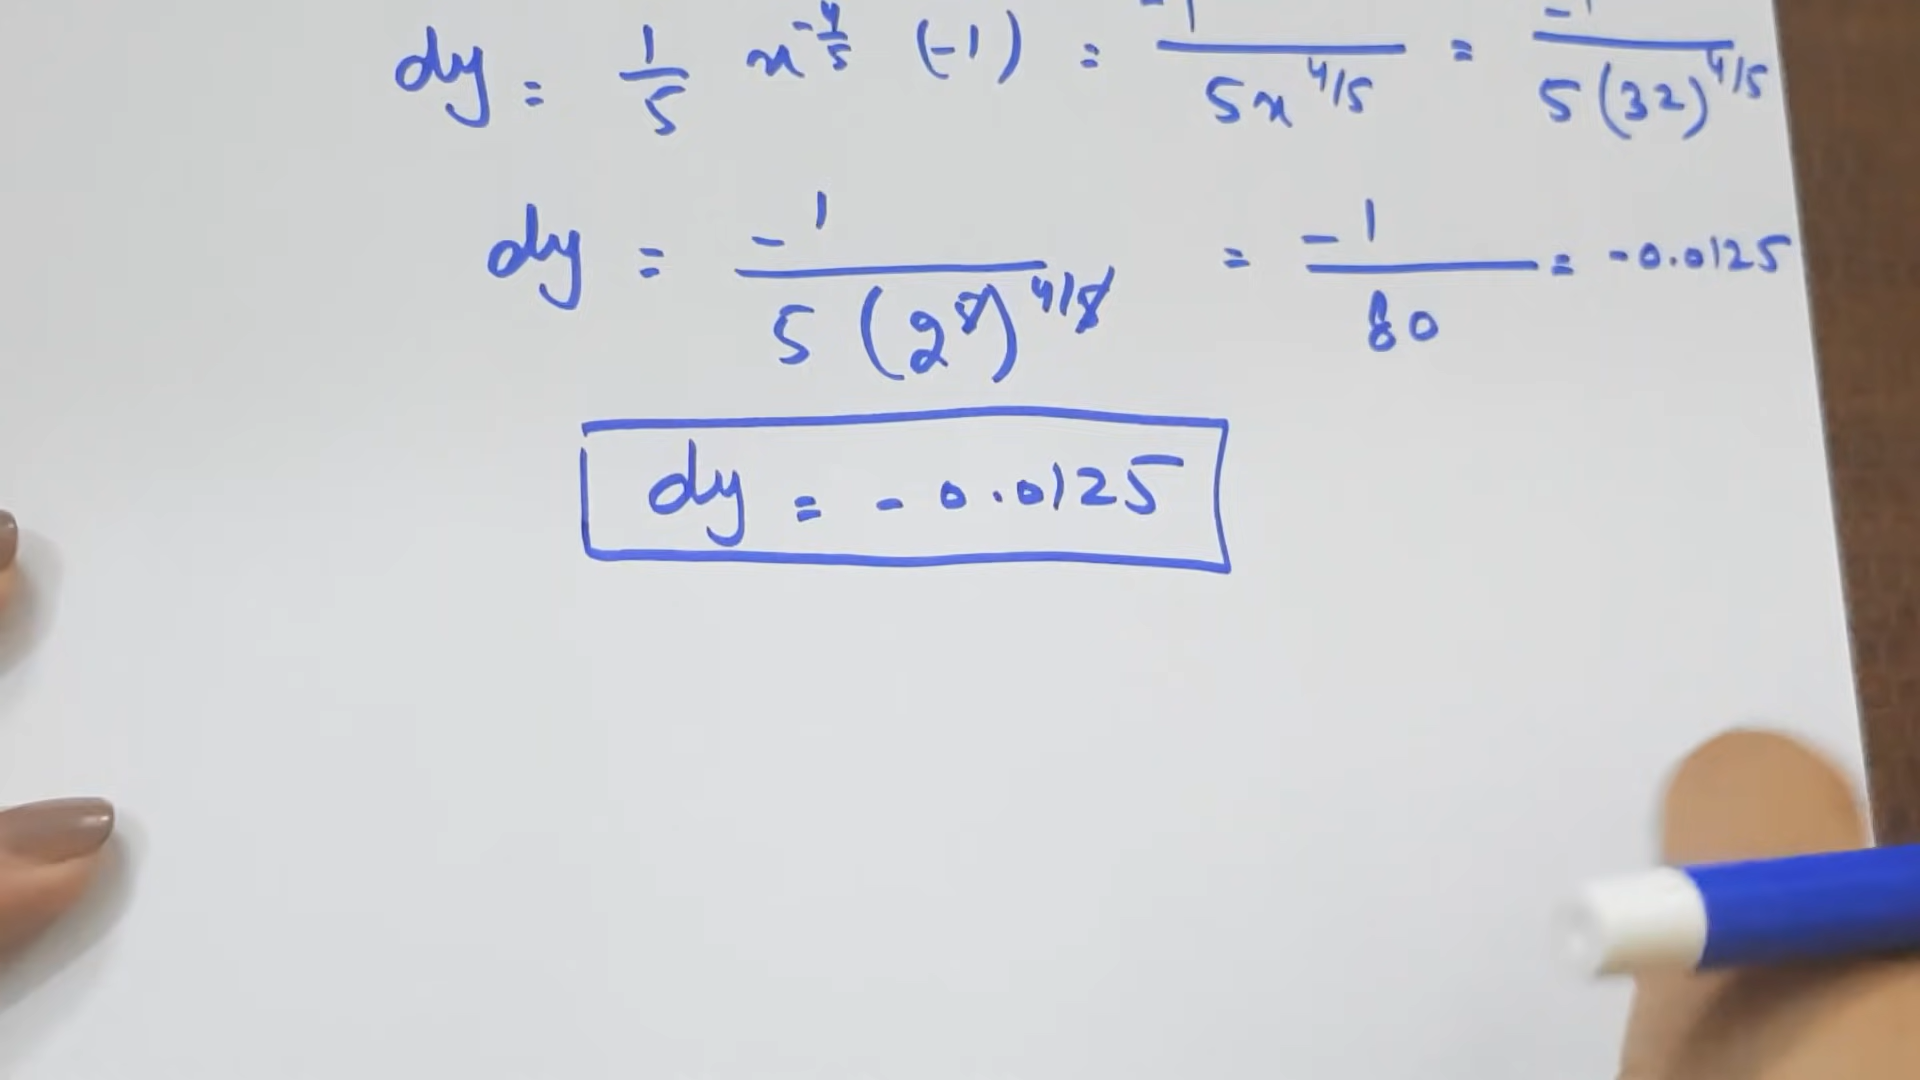 dy = 1/5 x^-4/5 (-1) = -1/5x^4/5 = -1/5(32)^4/5
dy = -1/5(2^5)^4/5 = -1/80 = -0.0125
dy = -0.0125